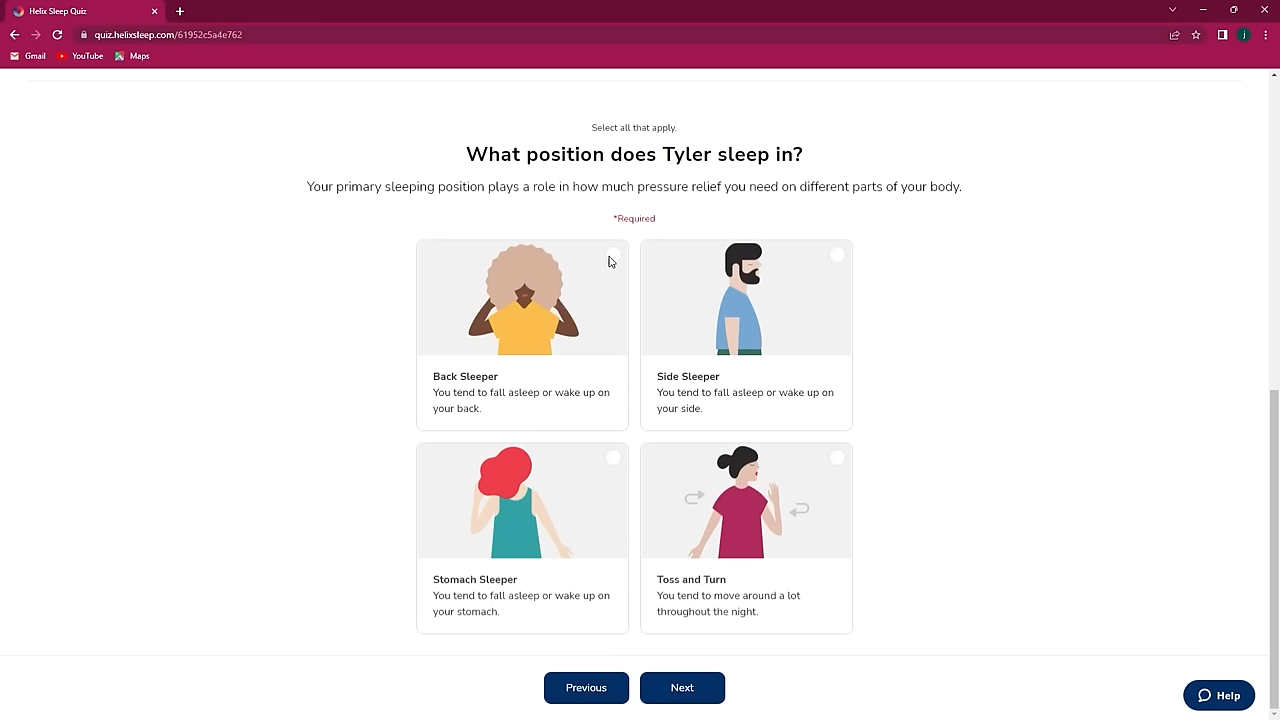 Helix Sleep Quiz
quiz.helixsleep.com/61952c5a4e762
j
Gmail
YouTube
Maps
Select all that apply.
What position does Tyler sleep in?
Your primary sleeping position plays a role in how much pressure relief you need on different parts of your body.
*Required
Back Sleeper
You tend to fall asleep or wake up on
your back.
Side Sleeper
You tend to fall asleep or wake up on
your side.
Stomach Sleeper
You tend to fall asleep or wake up on
your stomach.
Toss and Turn
You tend to move around a lot
throughout the night.
Previous
Next
Help